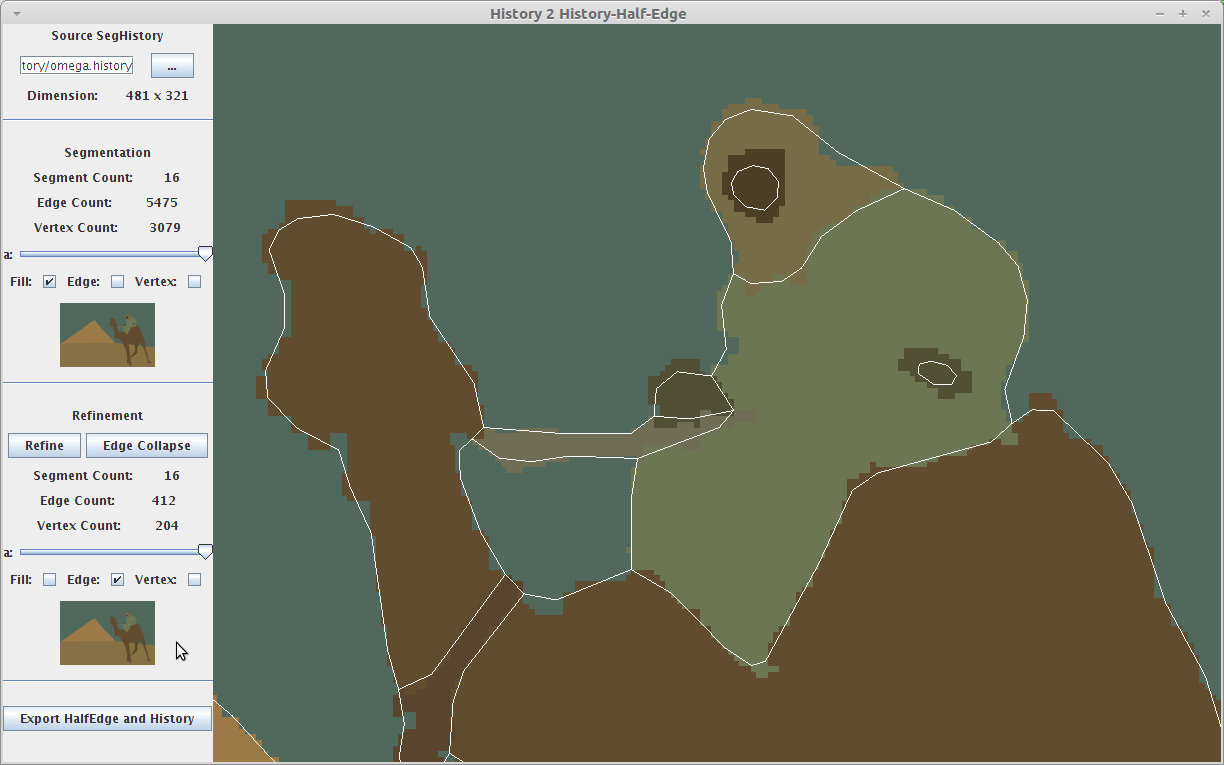 History 2 History-Half-Edge
Source SegHistory
tory/omega.history ...
Dimension: 481 x 321
Segmentation
Segment Count: 16
Edge Count: 5475
Vertex Count: 3079
a:
Fill: Edge: Vertex:
Refinement
Refine Edge Collapse
Segment Count: 16
Edge Count: 412
Vertex Count: 204
a:
Fill: Edge: Vertex:
Export HalfEdge and History